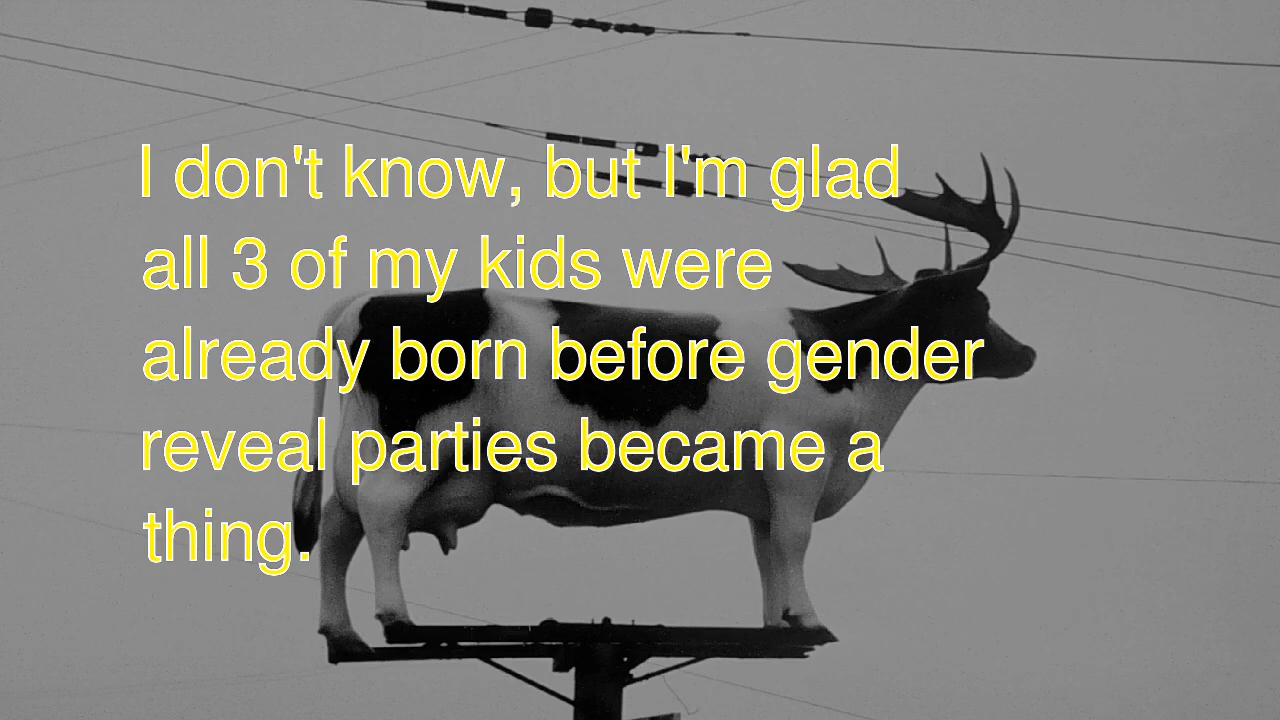 I don't know, but I'm glad
all 3 of my kids were
already born before gender
reveal parties became a
thing.